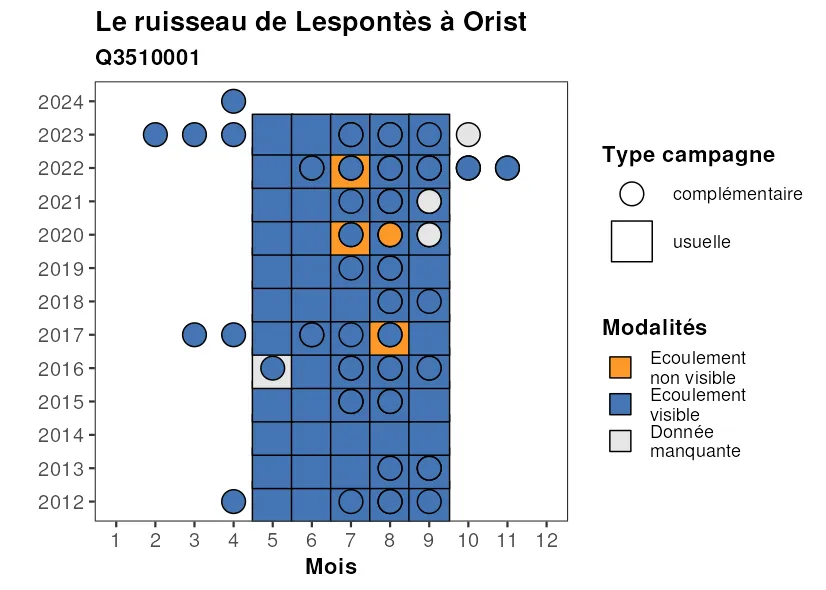 Le ruisseau de Lespontès à Orist
Q3510001
2024
2023
2022
2021
2020
2019
2018
2017
2016
2015
2014
2013
2012
1 2 3 4 5 6 7 8 9 10 11 12
Mois
Type campagne
complémentaire
usuelle
Modalités
Ecoulement
non visible
Ecoulement
visible
Donnée
manquante